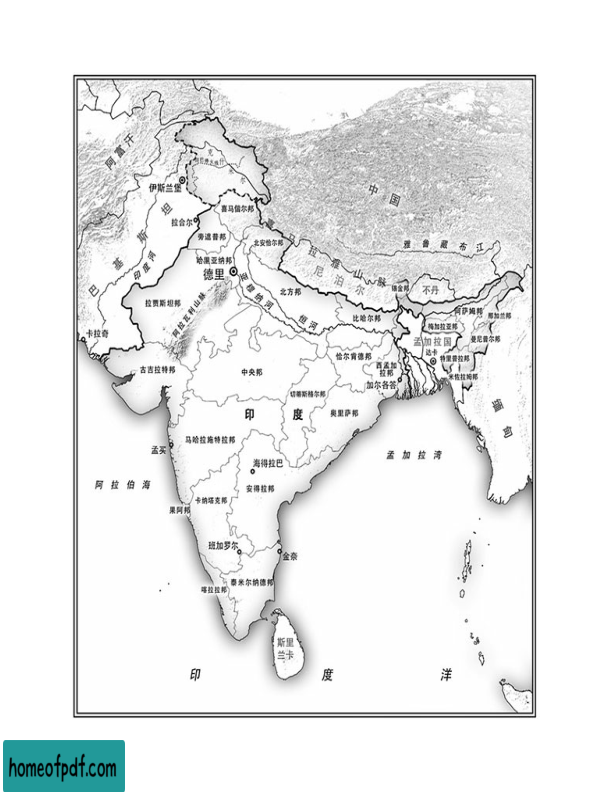 阿富汗
克什米尔
伊斯兰堡
喜马偕尔邦
中国
拉合尔
旁遮普邦
喜马拉雅山脉
雅鲁藏布江
巴基斯坦
印度河
哈里亚纳邦
德里
北安恰尔邦
尼泊尔
锡金邦
不丹
亚穆纳河
恒河
北方邦
拉贾斯坦邦
阿拉瓦利山脉
比哈尔邦
阿萨姆邦
那加兰邦
梅加拉亚邦
卡拉奇
孟加拉国
曼尼普尔邦
达卡
特里普拉邦
恰尔肯德邦
西孟加拉邦
米佐拉姆邦
古吉拉特邦
中央邦
加尔各答
切蒂斯格尔邦
印度
奥里萨邦
缅甸
马哈拉施特拉邦
孟买
海得拉巴
孟加拉湾
阿拉伯海
安得拉邦
卡纳塔克邦
果阿邦
班加罗尔
金奈
泰米尔纳德邦
喀拉拉邦
斯里
兰卡
印度洋
homeofpdf.com